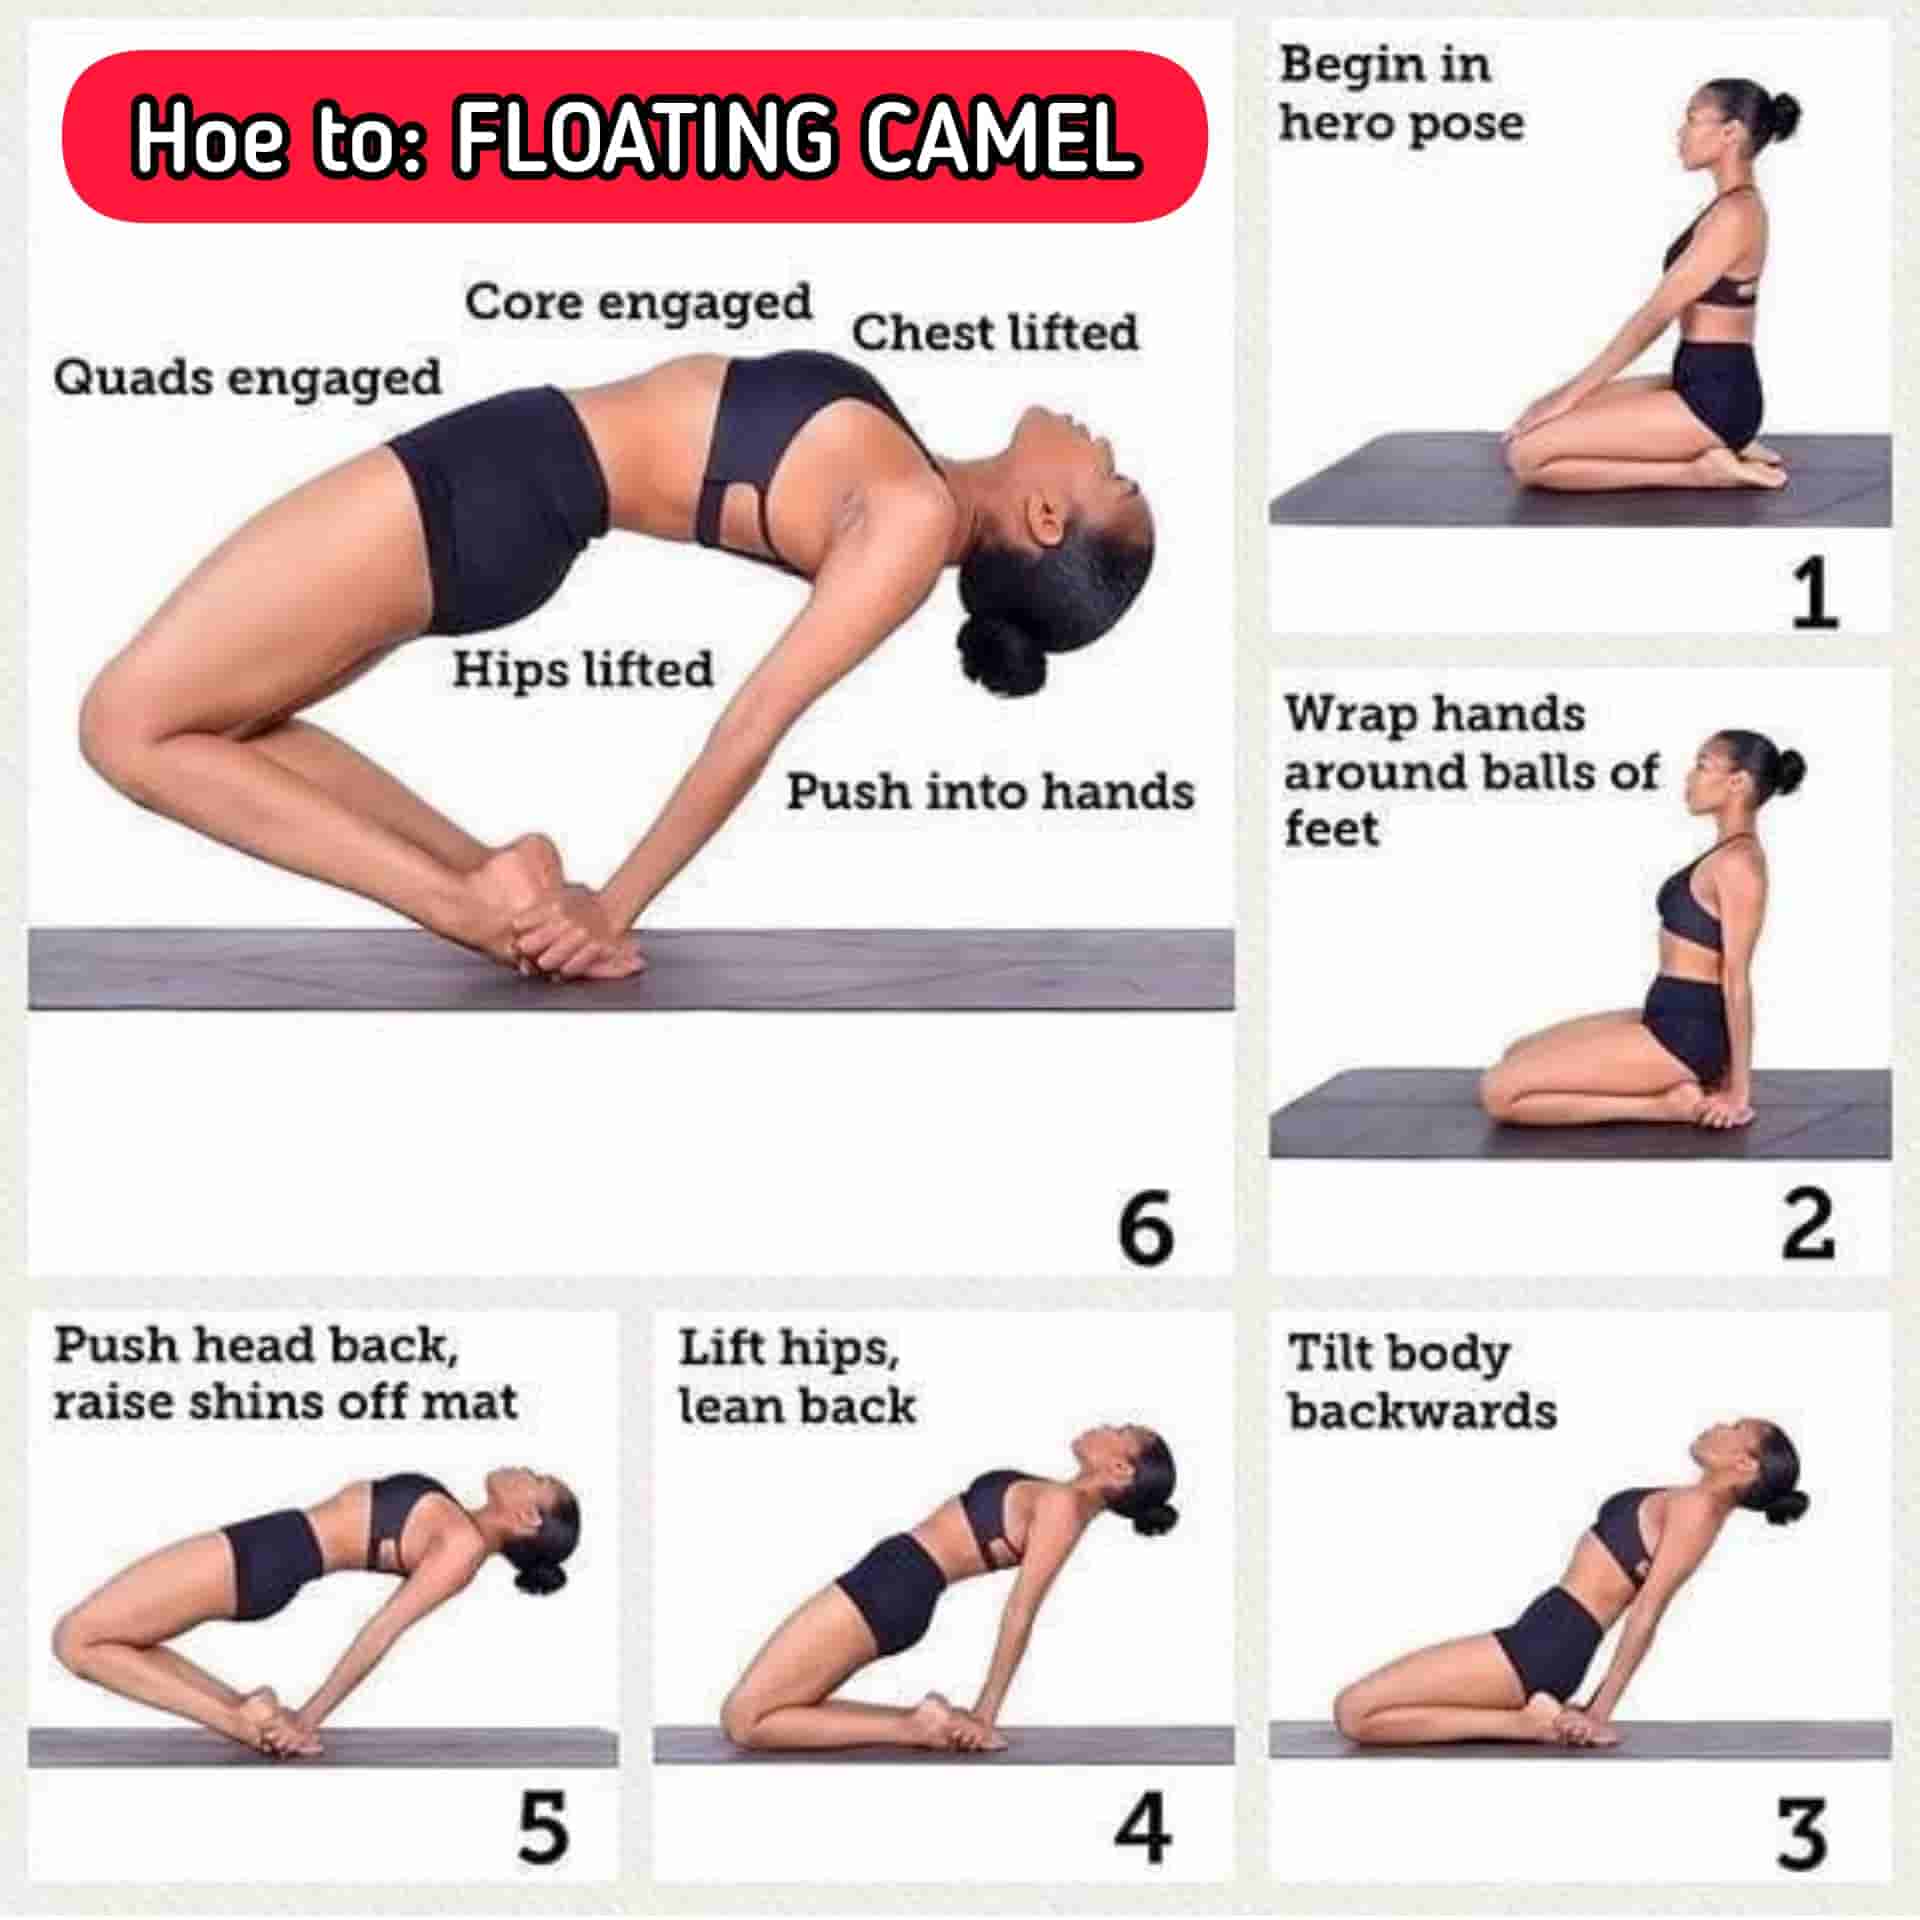 Hoe to: FLOATING CAMEL
Core engaged
Chest lifted
Quads engaged
Hips lifted
Push into hands
6
Begin in
hero pose
1
Wrap hands
around balls of
feet
2
Tilt body
backwards
3
Lift hips,
lean back
4
Push head back,
raise shins off mat
5